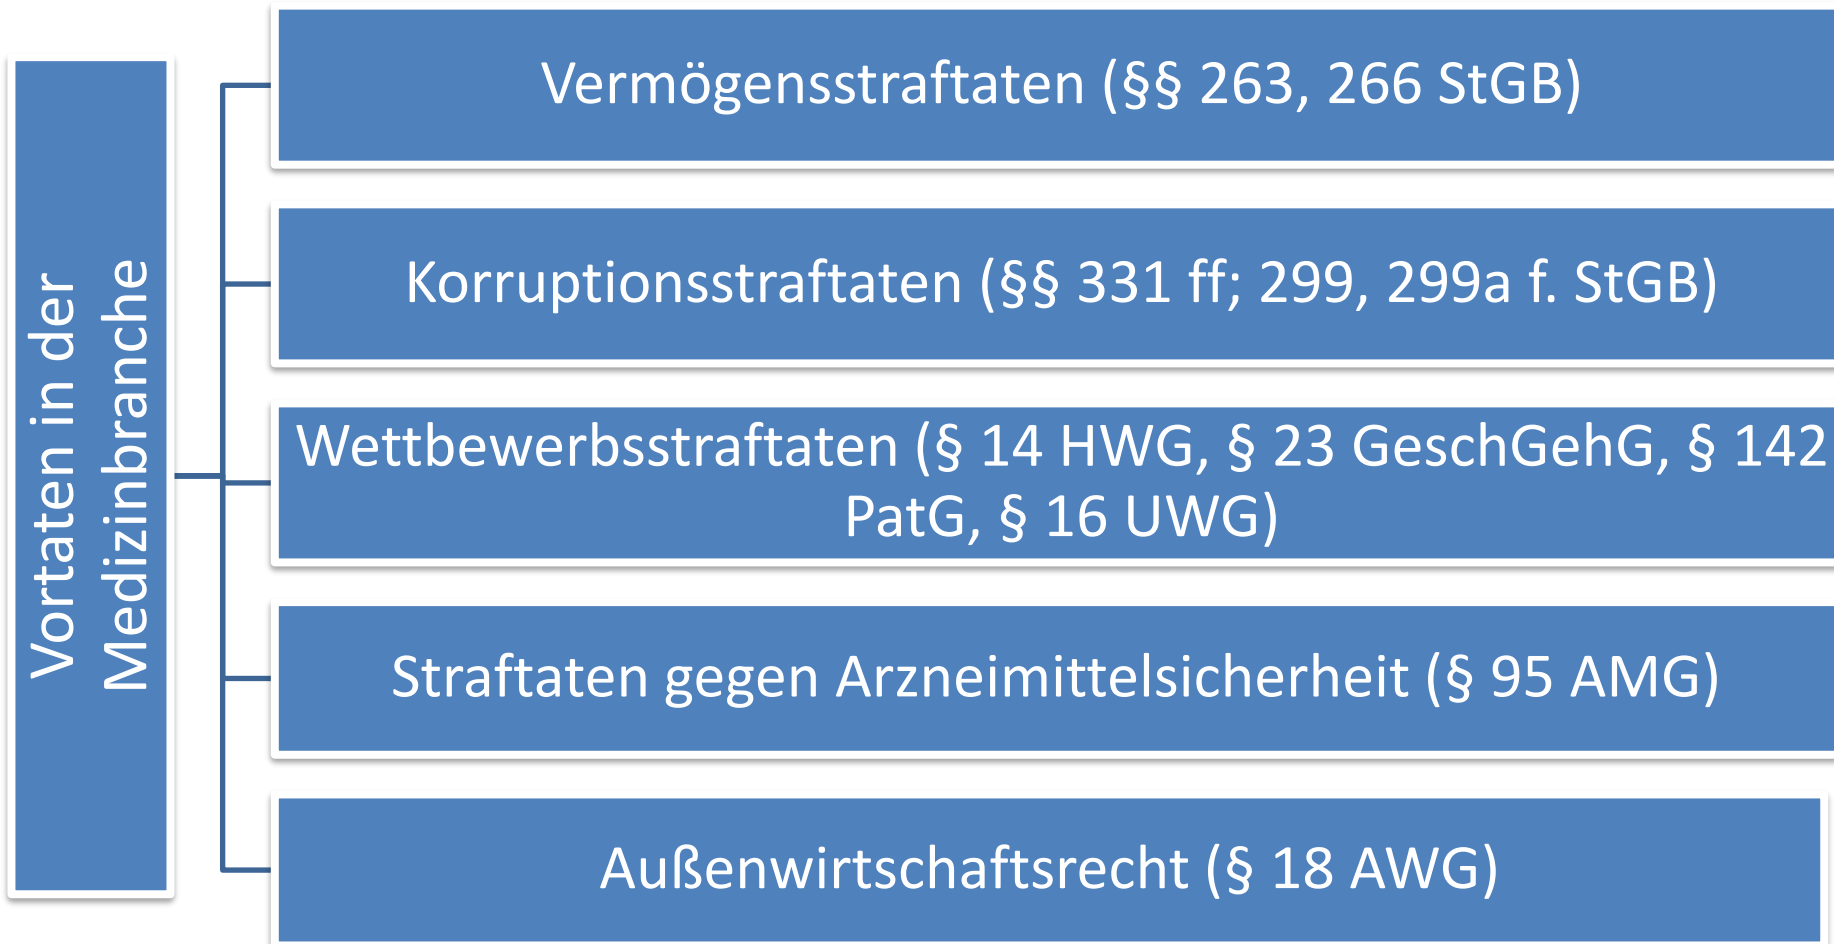 Vortaten in der
Medizinbranche
Vermögensstraftaten (§§ 263, 266 StGB)
Korruptionsstraftaten (§§ 331 ff; 299, 299a f. StGB)
Wettbewerbsstraftaten (§ 14 HWG, § 23 GeschGehG, § 142
PatG, § 16 UWG)
Straftaten gegen Arzneimittelsicherheit (§ 95 AMG)
Außenwirtschaftsrecht (§ 18 AWG)